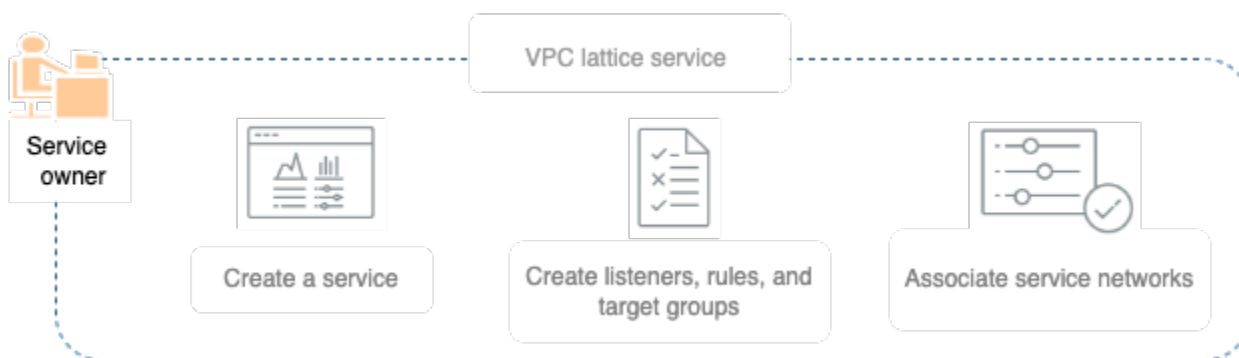 VPC lattice service
Service
owner
Create a service
Create listeners, rules, and
target groups
Associate service networks